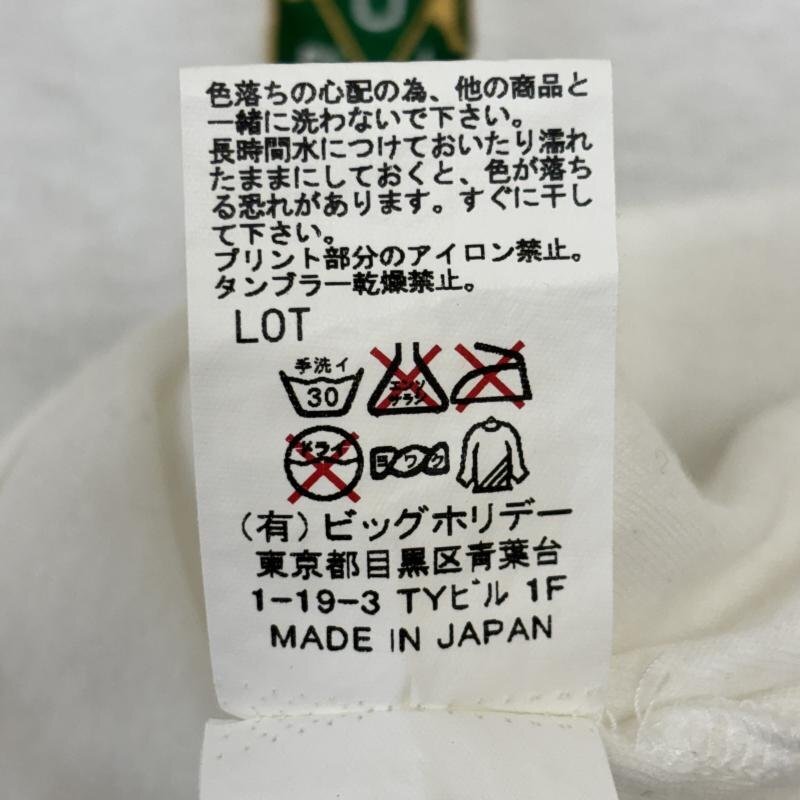 色落ちの心配の為、他の商品と
一緒に洗わないで下さい。
長時間水につけておいたり濡れ
たままにしておくと、色が落ち
る恐れがあります。すぐに干し
て下さい。
プリント部分のアイロン禁止。
タンブラー乾燥禁止。
LOT
手洗イ
30
エンソ
サラシ
ドライ
ヨワク
(有)ビッグホリデー
東京都目黒区青葉台
1-19-3 TYビル 1F
MADE IN JAPAN